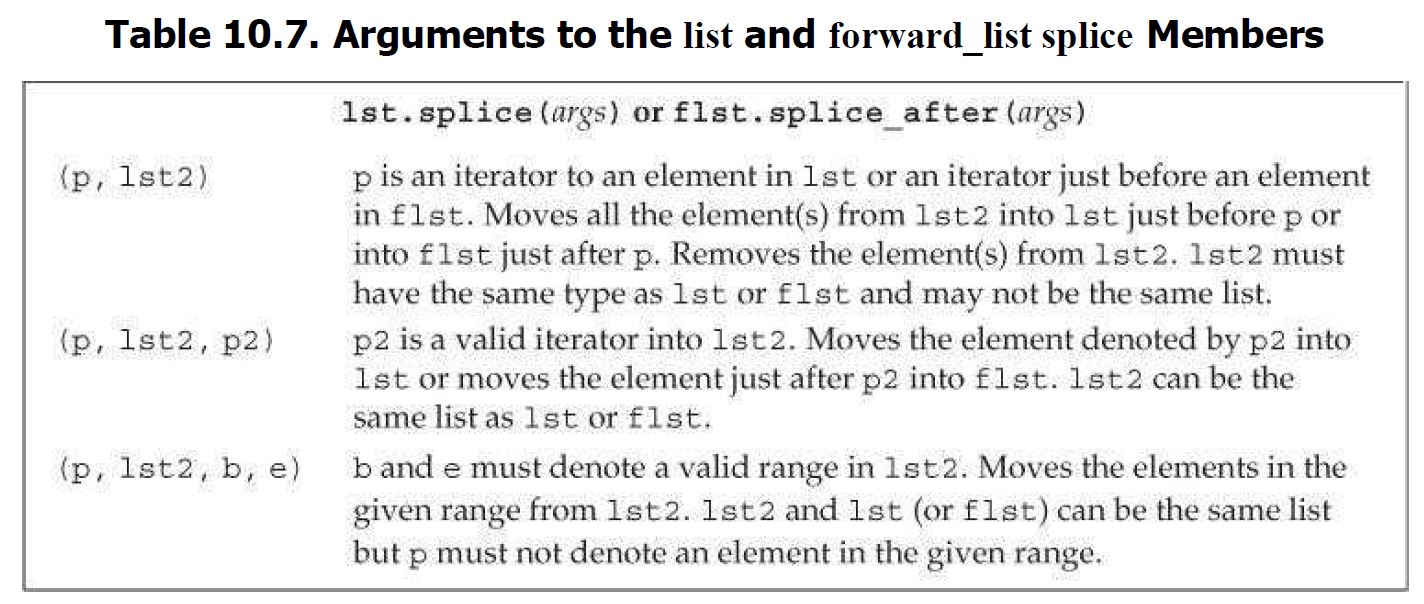 Table 10.7. Arguments to the list and forward_list splice Members
lst.splice(args) or flst.splice_after(args)
(p, lst2) p is an iterator to an element in lst or an iterator just before an element
in flst. Moves all the element(s) from lst2 into lst just before p or
into flst just after p. Removes the element(s) from lst2. lst2 must
have the same type as lst or flst and may not be the same list.
(p, lst2, p2) p2 is a valid iterator into lst2. Moves the element denoted by p2 into
lst or moves the element just after p2 into flst. lst2 can be the
same list as lst or flst.
(p, lst2, b, e) b and e must denote a valid range in lst2. Moves the elements in the
given range from lst2. lst2 and lst (or flst) can be the same list
but p must not denote an element in the given range.